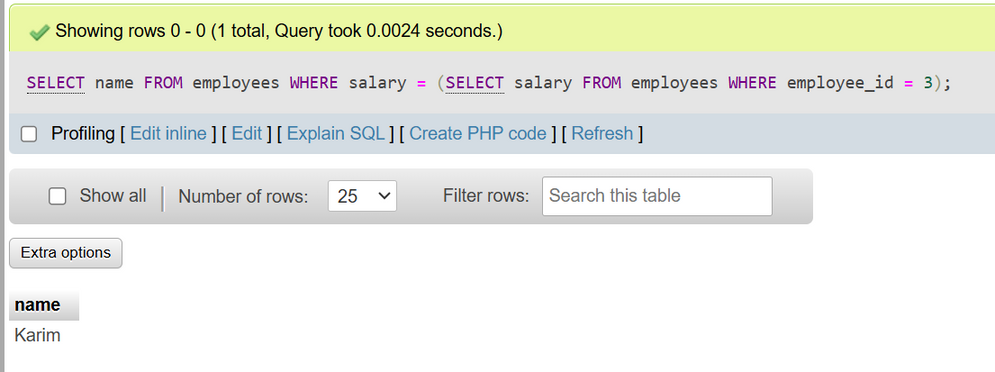 Showing rows 0 - 0 (1 total, Query took 0.0024 seconds.)
SELECT name FROM employees WHERE salary = (SELECT salary FROM employees WHERE employee_id = 3);
Profiling [ Edit inline ] [ Edit ] [ Explain SQL ] [ Create PHP code ] [ Refresh ]
Show all | Number of rows: 25 Filter rows: Search this table
Extra options
name
Karim